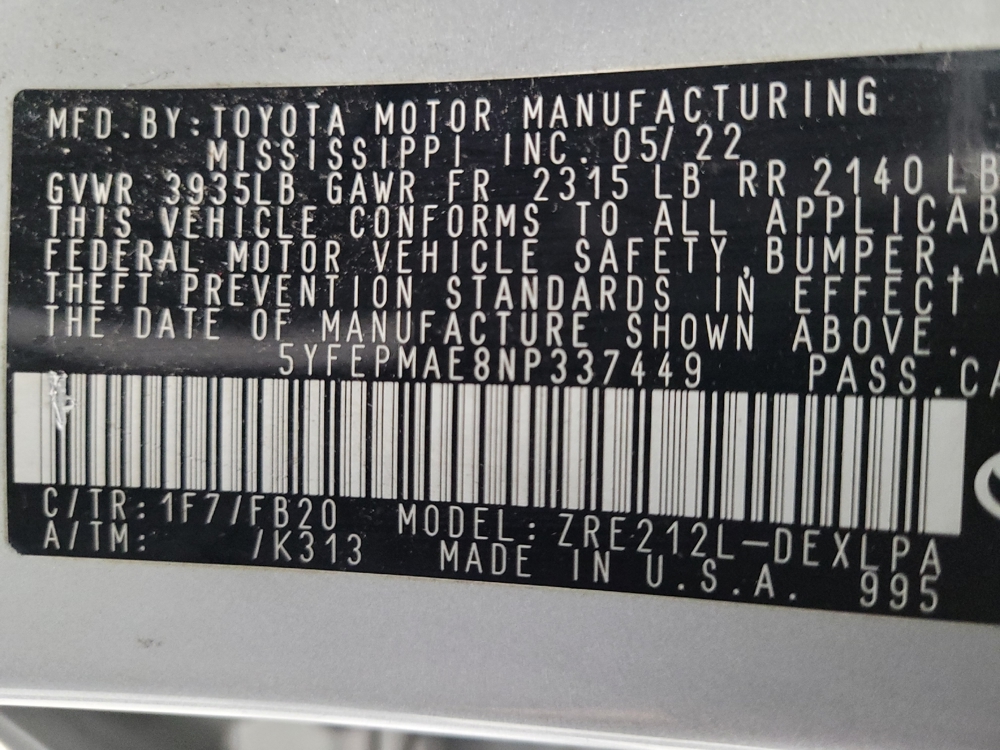 MFD.BY:TOYOTA MOTOR MANUFACTURING
MISSISSIPPI INC. 05/22
GVWR 3935LB GAWR FR 2315 LB RR 2140 LB
THIS VEHICLE CONFORMS TO ALL APPLICAB
FEDERAL MOTOR VEHICLE SAFETY,BUMPER,A
THEFT PREVENTION STANDARDS IN EFFECT
THE DATE OF MANUFACTURE SHOWN ABOVE.
5YFEPMAE8NP337449 PASS.CA
C/TR:1F7/FB20 MODEL:ZRE212L-DEXLPA
A/TM: /K313 MADE IN U.S.A. 995